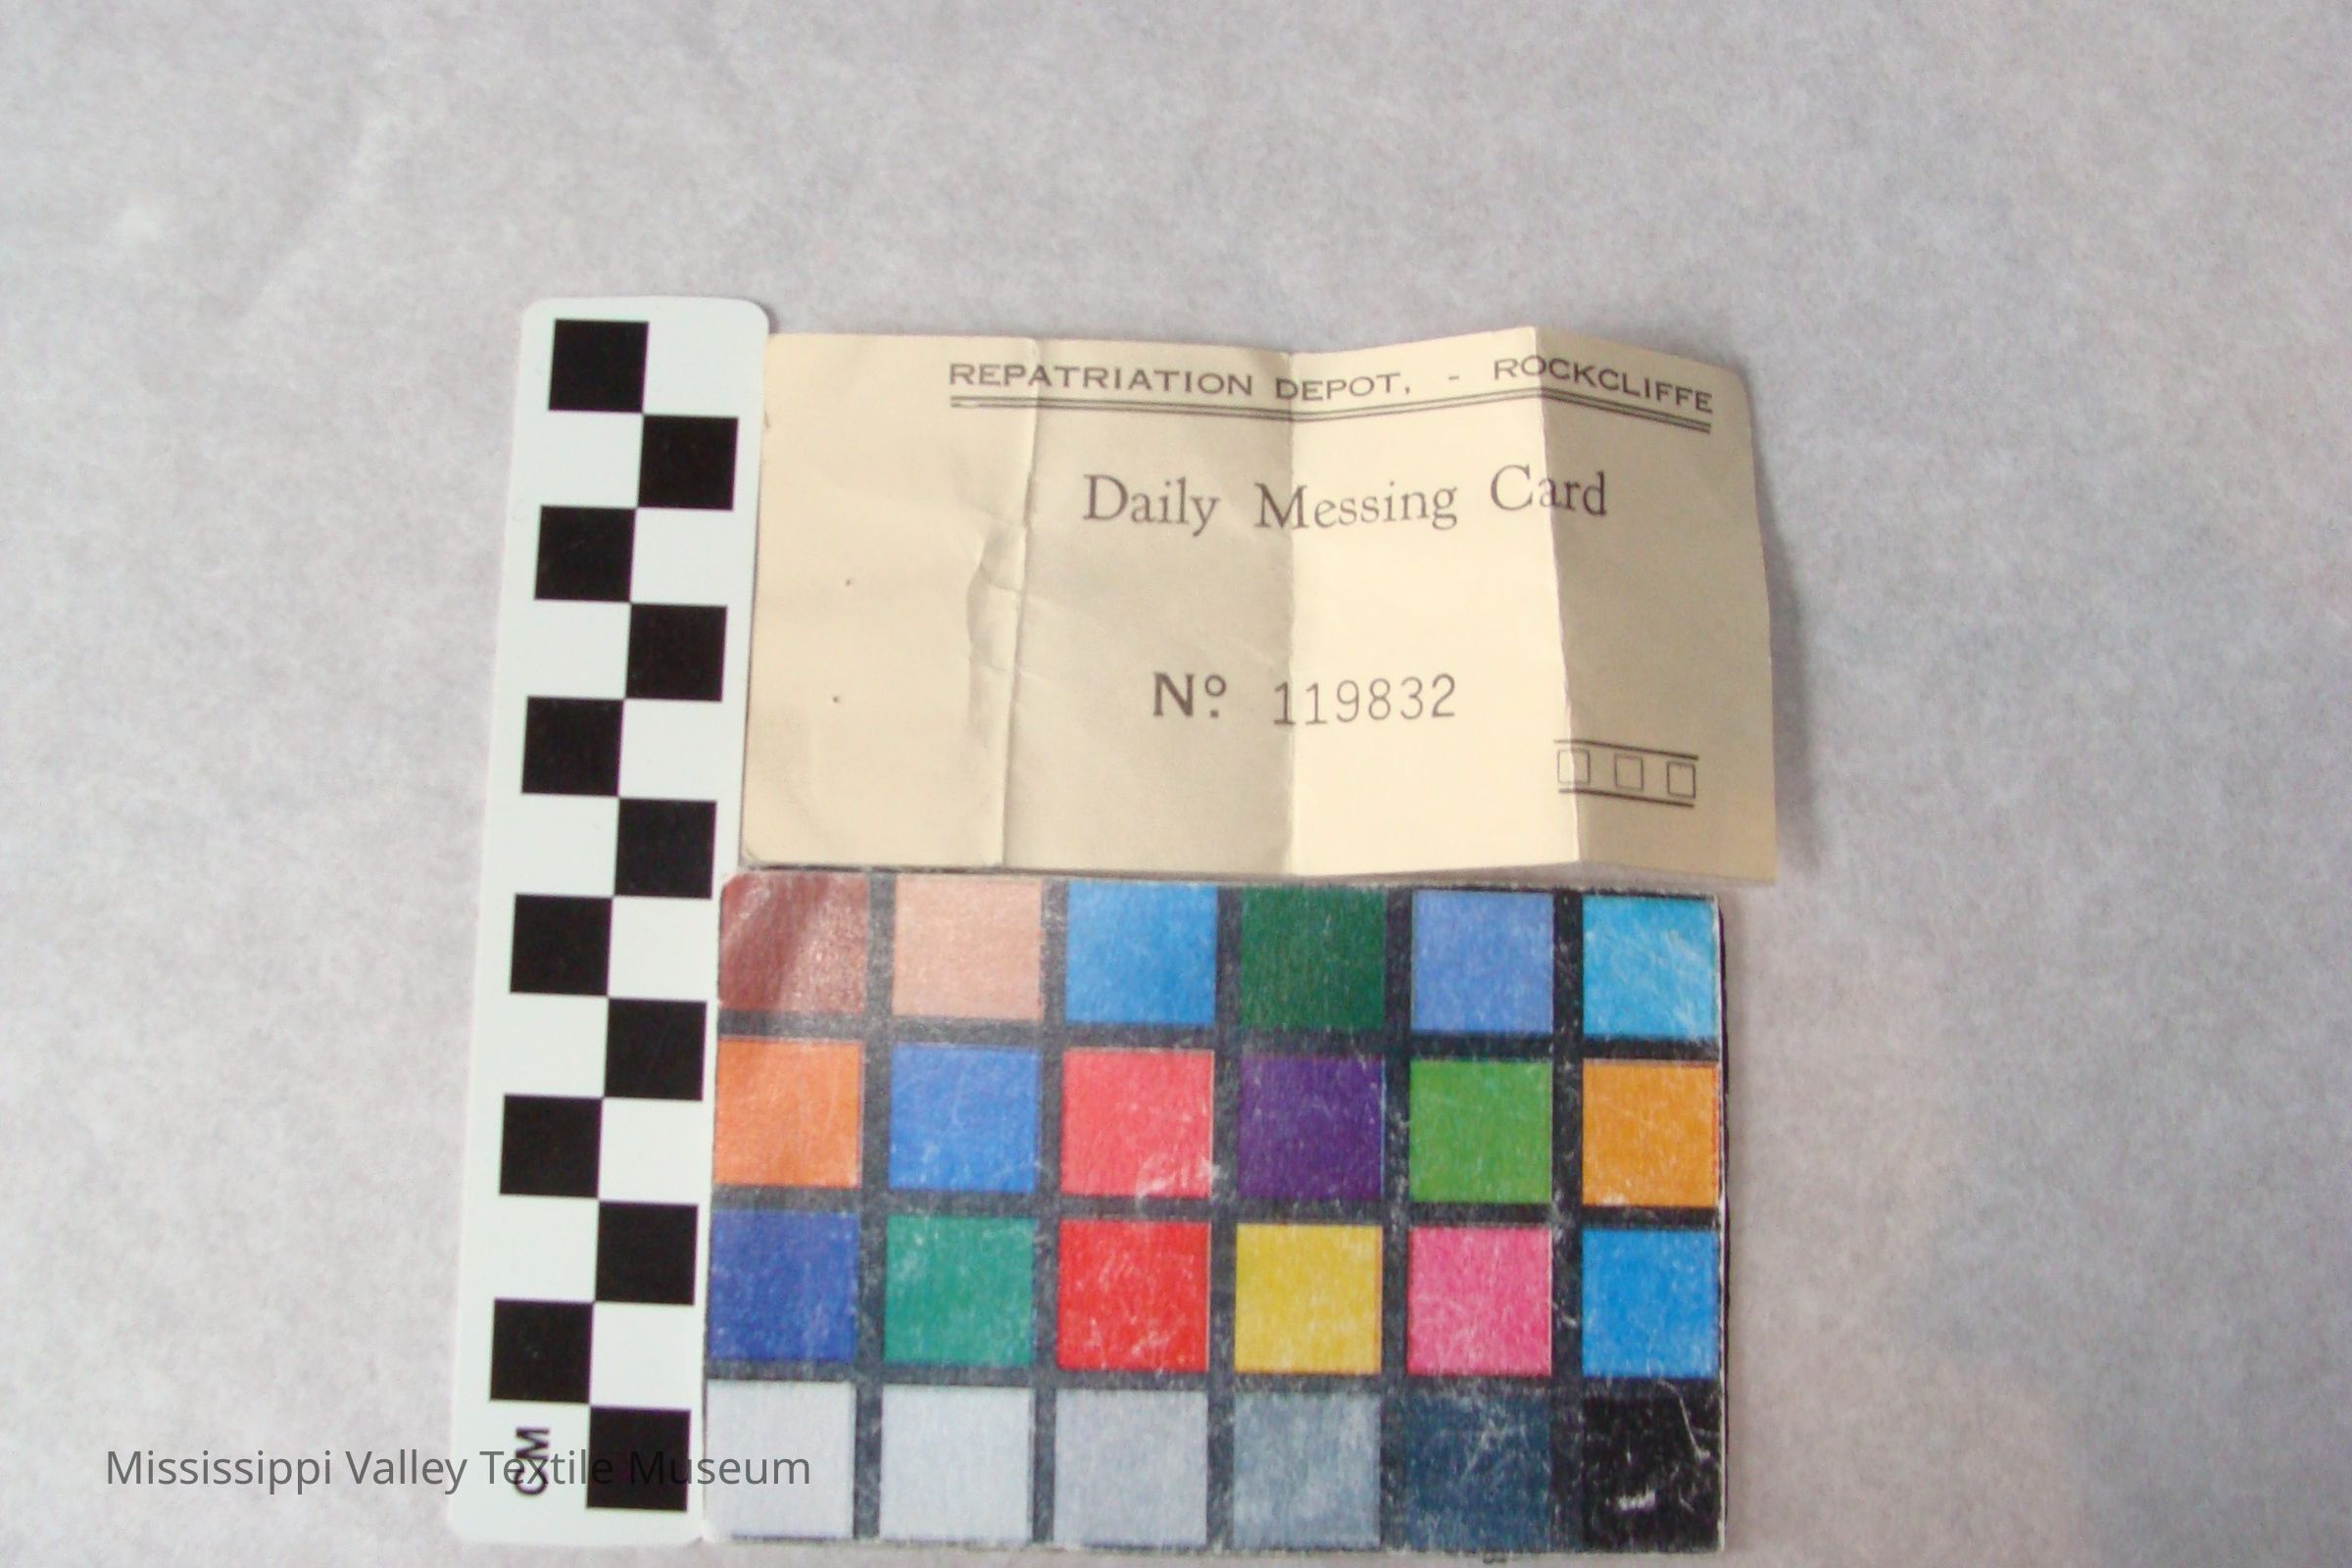 REPATRIATION DEPOT, - ROCKCLIFFE
Daily Messing Card
Nº 119832
CM
Mississippi Valley Textile Museum